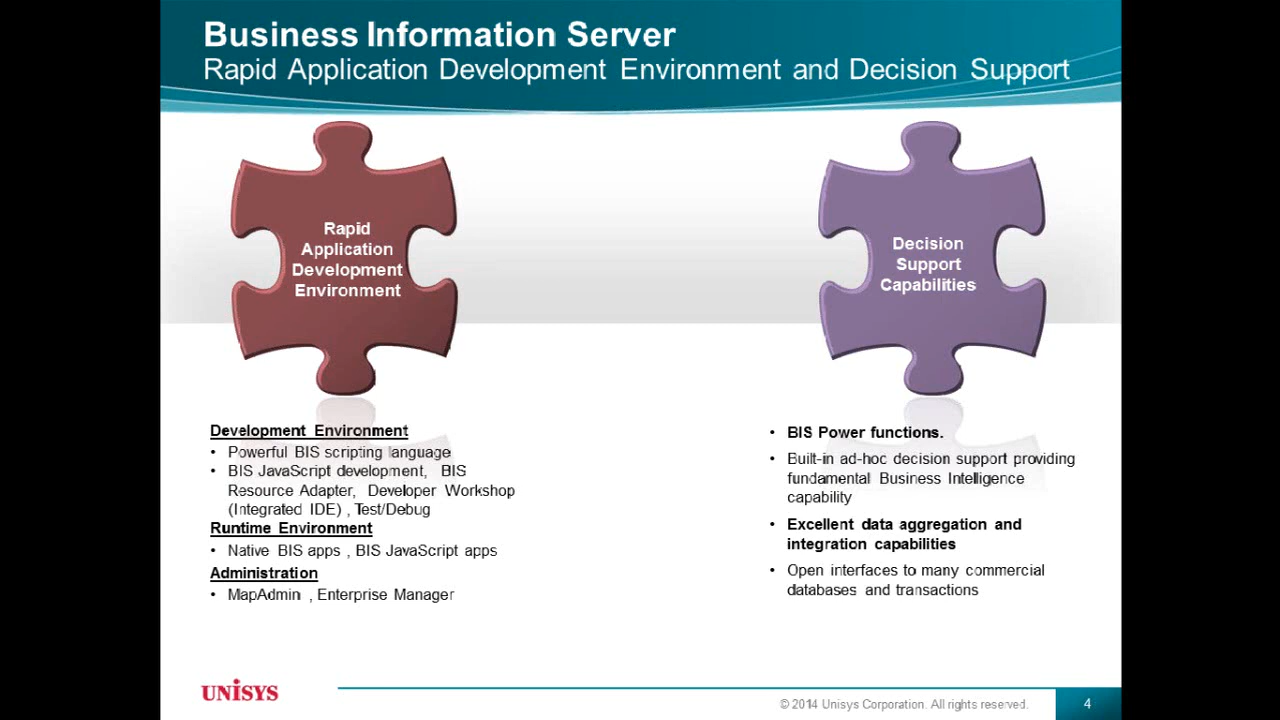 Business Information Server
Rapid Application Development Environment and Decision Support
Rapid
Application
Development
Environment
Decision
Support
Capabilities
Development Environment
• Powerful BIS scripting language
• BIS JavaScript development, BIS
Resource Adapter, Developer Workshop
(Integrated IDE) , Test/Debug
Runtime Environment
• Native BIS apps , BIS JavaScript apps
Administration
• MapAdmin , Enterprise Manager
• BIS Power functions.
• Built-in ad-hoc decision support providing
fundamental Business Intelligence
capability
• Excellent data aggregation and
integration capabilities
• Open interfaces to many commercial
databases and transactions
UNISYS
© 2014 Unisys Corporation. All rights reserved.
4